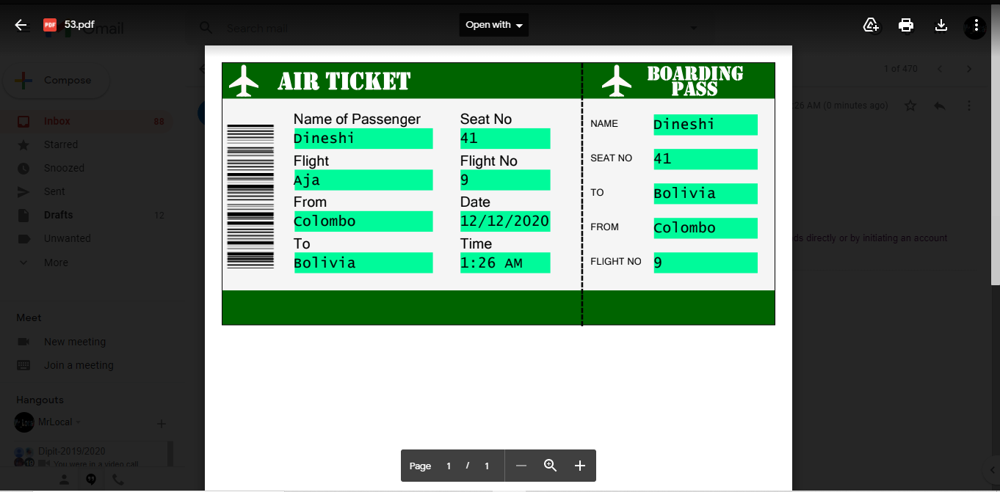 53.pdf
Gmail
Search mail
Open with
Compose
1 of 470
Inbox 88
26 AM (0 minutes ago)
Starred
Snoozed
Sent
Drafts 12
Unwanted
More
ds directly or by initiating an account
Meet
New meeting
Join a meeting
Hangouts
MrLocal
Dipit-2019/2020
You were in a video call
AIR TICKET
Name of Passenger Seat No
Dineshi 41
Flight Flight No
Aja 9
From Date
Colombo 12/12/2020
To Time
Bolivia 1:26 AM
BOARDING
PASS
NAME Dineshi
SEAT NO 41
TO Bolivia
FROM Colombo
FLIGHT NO 9
Page 1 / 1